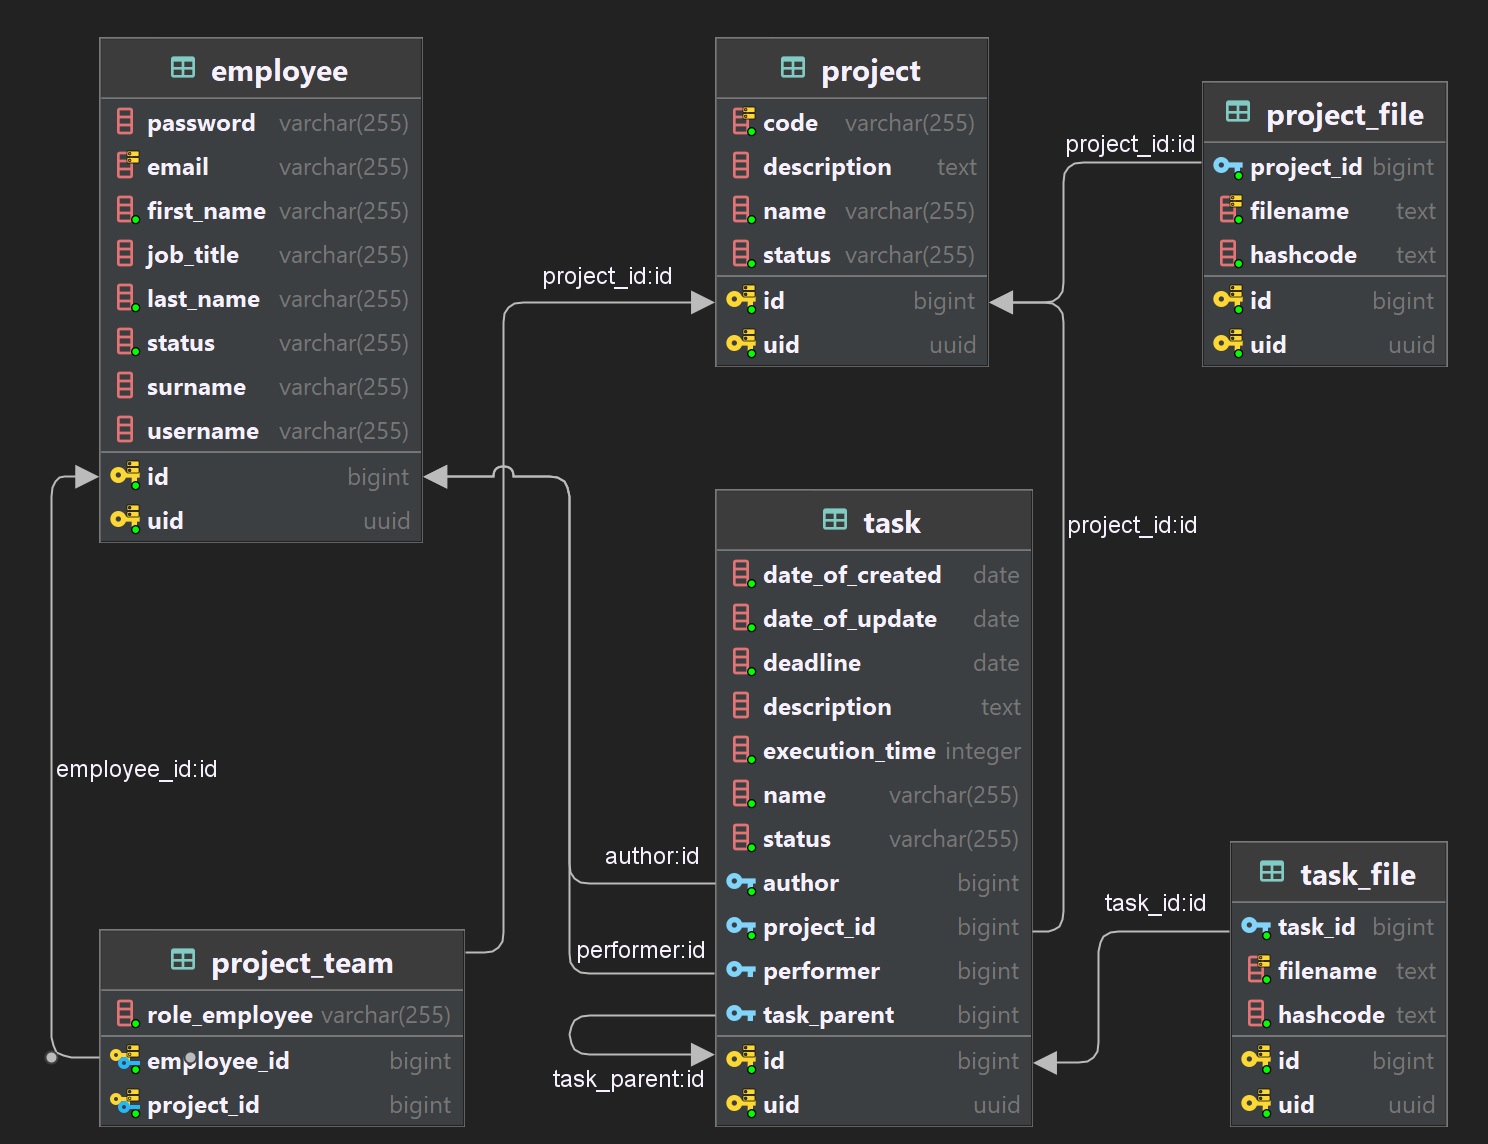 employee
password varchar(255)
email varchar(255)
first_name varchar(255)
job_title varchar(255)
last_name varchar(255)
status varchar(255)
surname varchar(255)
username varchar(255)
id bigint
uid uuid
project
code varchar(255)
description text
name varchar(255)
status varchar(255)
id bigint
uid uuid
project_file
project_id bigint
filename text
hashcode text
id bigint
uid uuid
project_id:id
project_id:id
project_id:id
task
date_of_created date
date_of_update date
deadline date
description text
execution_time integer
name varchar(255)
status varchar(255)
author bigint
project_id bigint
performer bigint
task_parent bigint
id bigint
uid uuid
employee_id:id
author:id
performer:id
task_parent:id
task_id:id
project_team
role_employee varchar(255)
employee_id bigint
project_id bigint
task_file
task_id bigint
filename text
hashcode text
id bigint
uid uuid